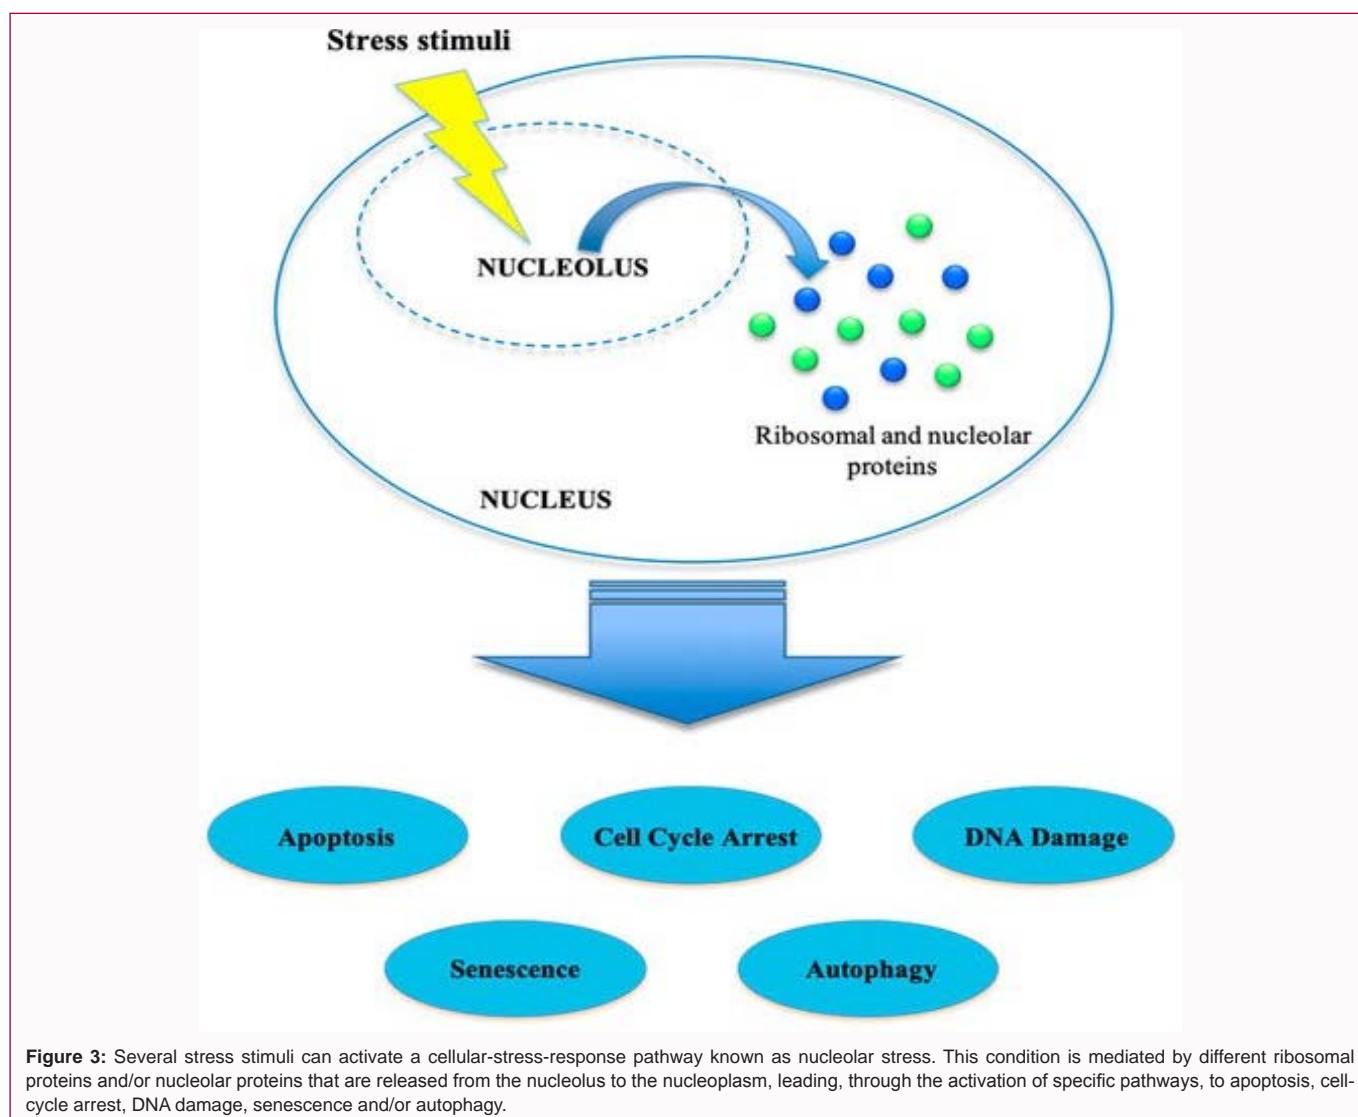 Stress stimuli
NUCLEOLUS
Ribosomal and nucleolar
proteins
NUCLEUS
Apoptosis
Cell Cycle Arrest
DNA Damage
Senescence
Autophagy
Figure 3: Several stress stimuli can activate a cellular-stress-response pathway known as nucleolar stress. This condition is mediated by different ribosomal
proteins and/or nucleolar proteins that are released from the nucleolus to the nucleoplasm, leading, through the activation of specific pathways, to apoptosis, cell-
cycle arrest, DNA damage, senescence and/or autophagy.